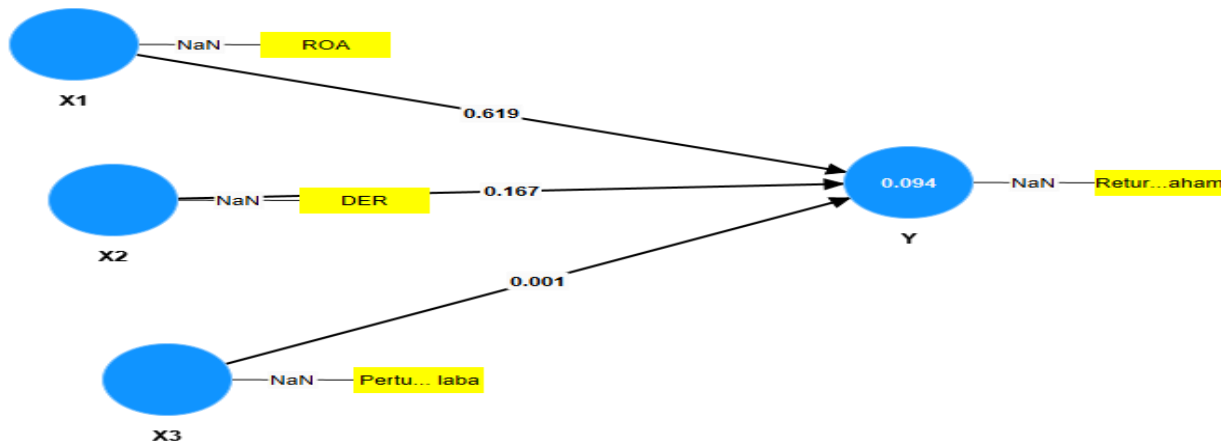 NaN ROA
X1
0.619
NaN DER
0.167
X2
0.094 NaN Retur...aham
Y
0.001
NaN Pertu... laba
X3